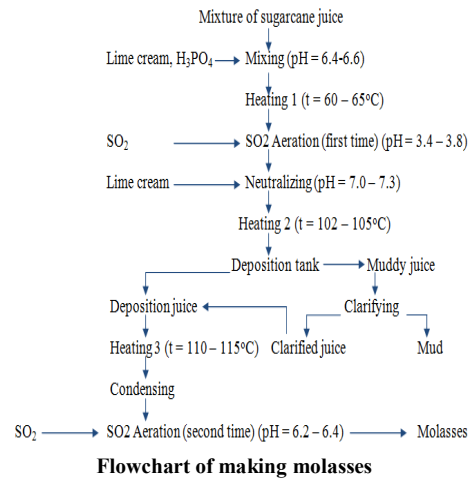 Mixture of sugarcane juice
Lime cream, H₃PO₄ Mixing (pH = 6.4-6.6)
Heating 1 (t = 60 – 65ºC)
SO₂ SO2 Aeration (first time) (pH = 3.4 – 3.8)
Lime cream Neutralizing (pH = 7.0 – 7.3)
Heating 2 (t = 102 – 105ºC)
Deposition tank Muddy juice
Deposition juice Clarifying
Heating 3 (t = 110 – 115ºC) Clarified juice Mud
Condensing
SO₂ SO2 Aeration (second time) (pH = 6.2 – 6.4) Molasses
Flowchart of making molasses